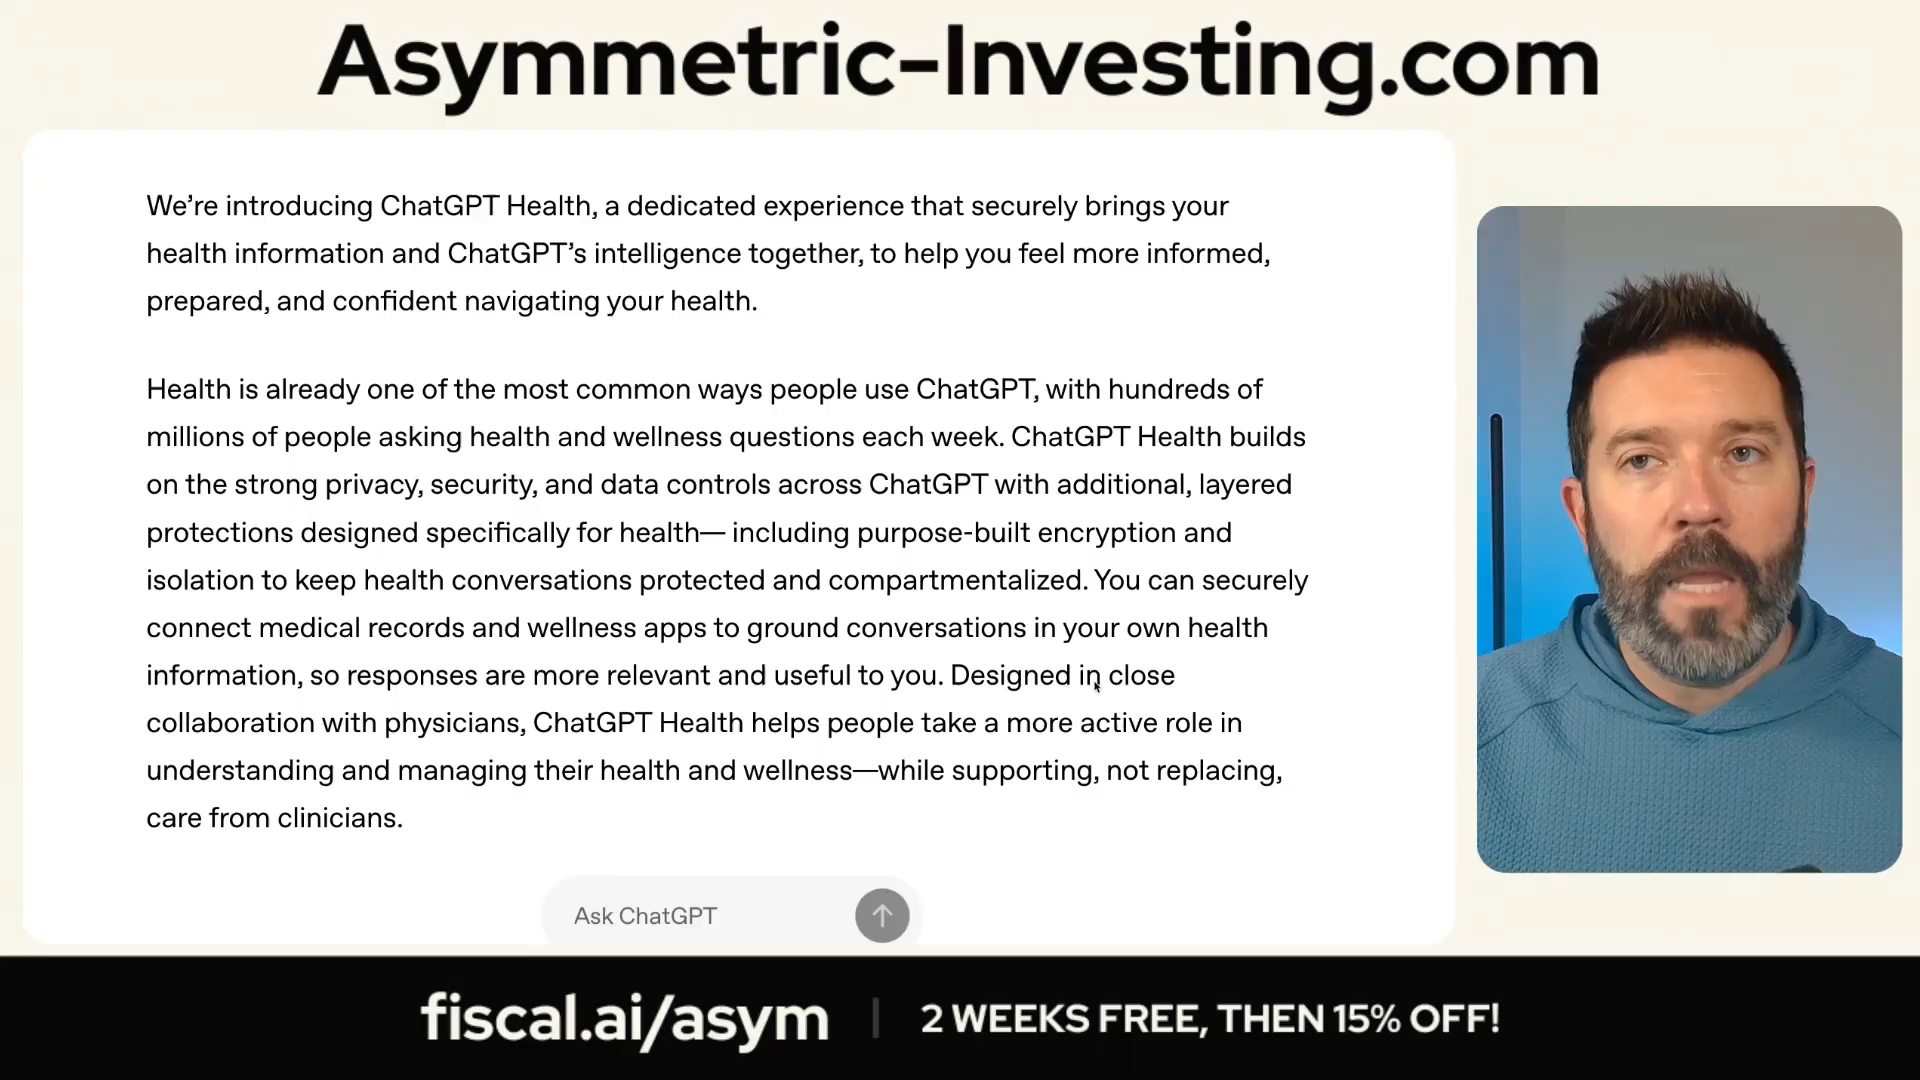 Asymmetric-Investing.com
We’re introducing ChatGPT Health, a dedicated experience that securely brings your
health information and ChatGPT’s intelligence together, to help you feel more informed,
prepared, and confident navigating your health.
Health is already one of the most common ways people use ChatGPT, with hundreds of
millions of people asking health and wellness questions each week. ChatGPT Health builds
on the strong privacy, security, and data controls across ChatGPT with additional, layered
protections designed specifically for health— including purpose-built encryption and
isolation to keep health conversations protected and compartmentalized. You can securely
connect medical records and wellness apps to ground conversations in your own health
information, so responses are more relevant and useful to you. Designed in close
collaboration with physicians, ChatGPT Health helps people take a more active role in
understanding and managing their health and wellness—while supporting, not replacing,
care from clinicians.
Ask ChatGPT
fiscal.ai/asym | 2 WEEKS FREE, THEN 15% OFF!